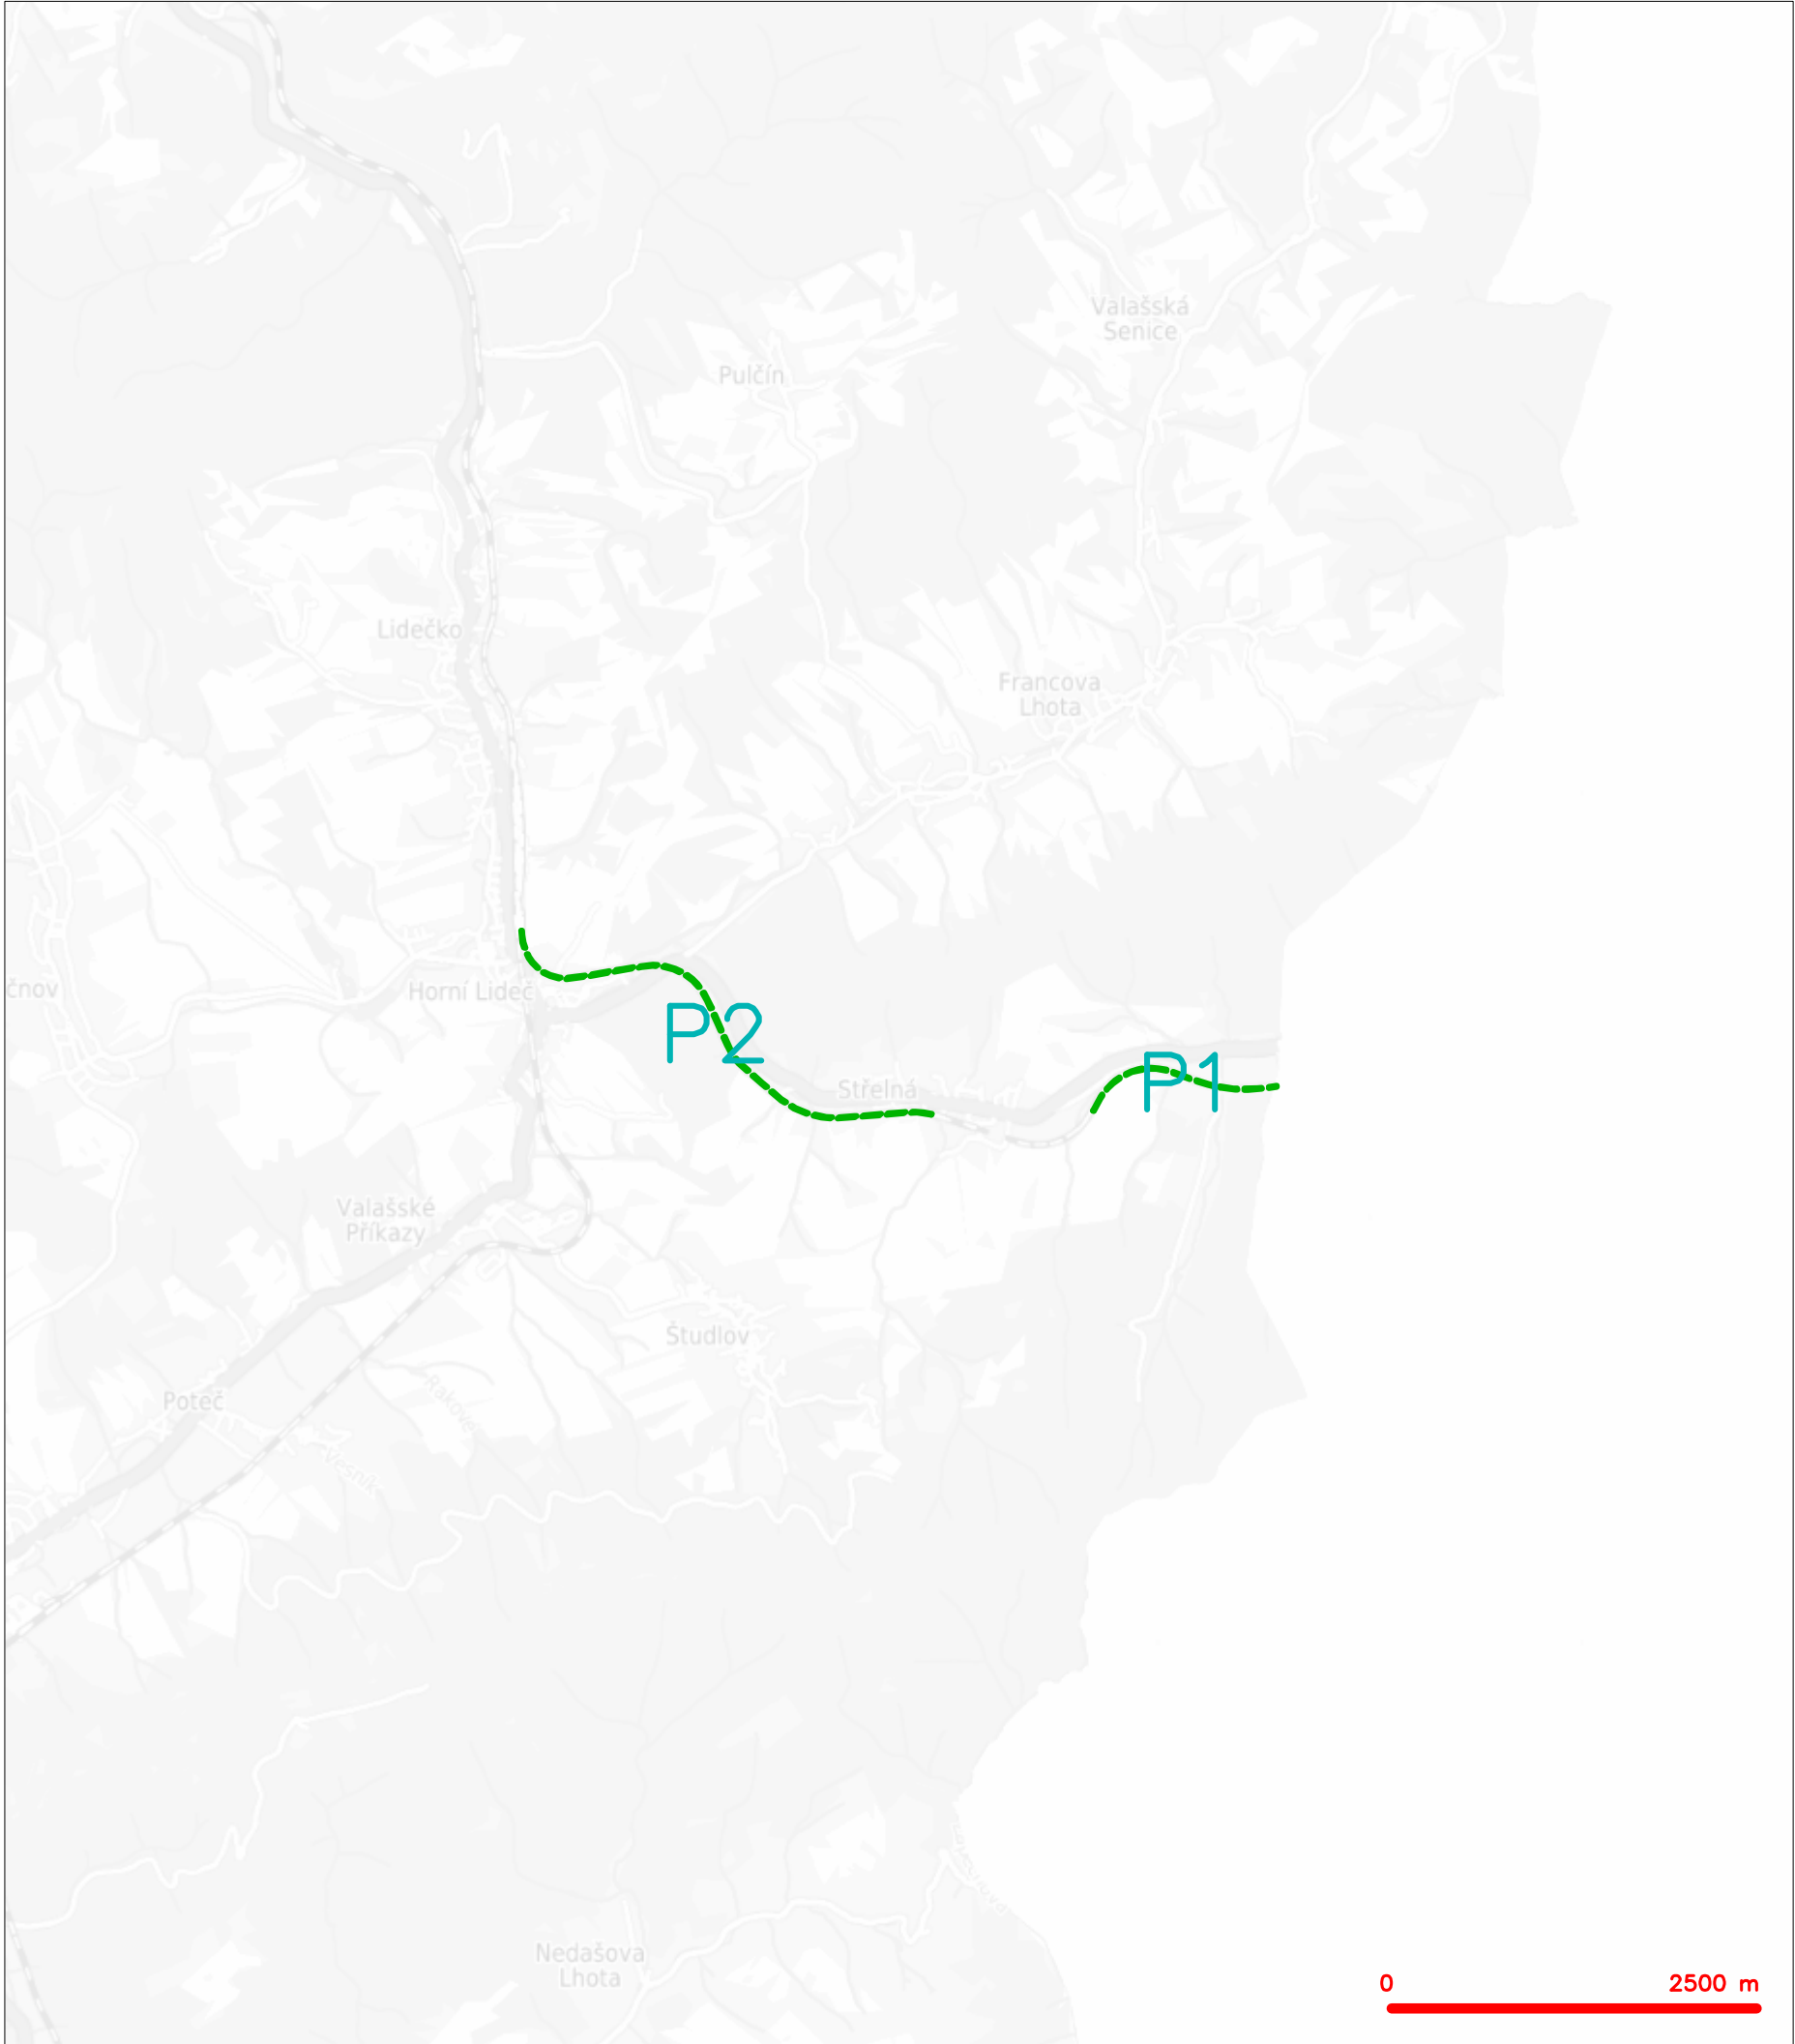 Valašská
Senice
Pulčín
Lidečko
Francova
Lhota
čnov
Horní Lideč
P2
P1
Střelná
Valašské
Příkazy
Študlov
Poteč
Rakové
Vesník
Nedašova
Lhota
0 2500 m